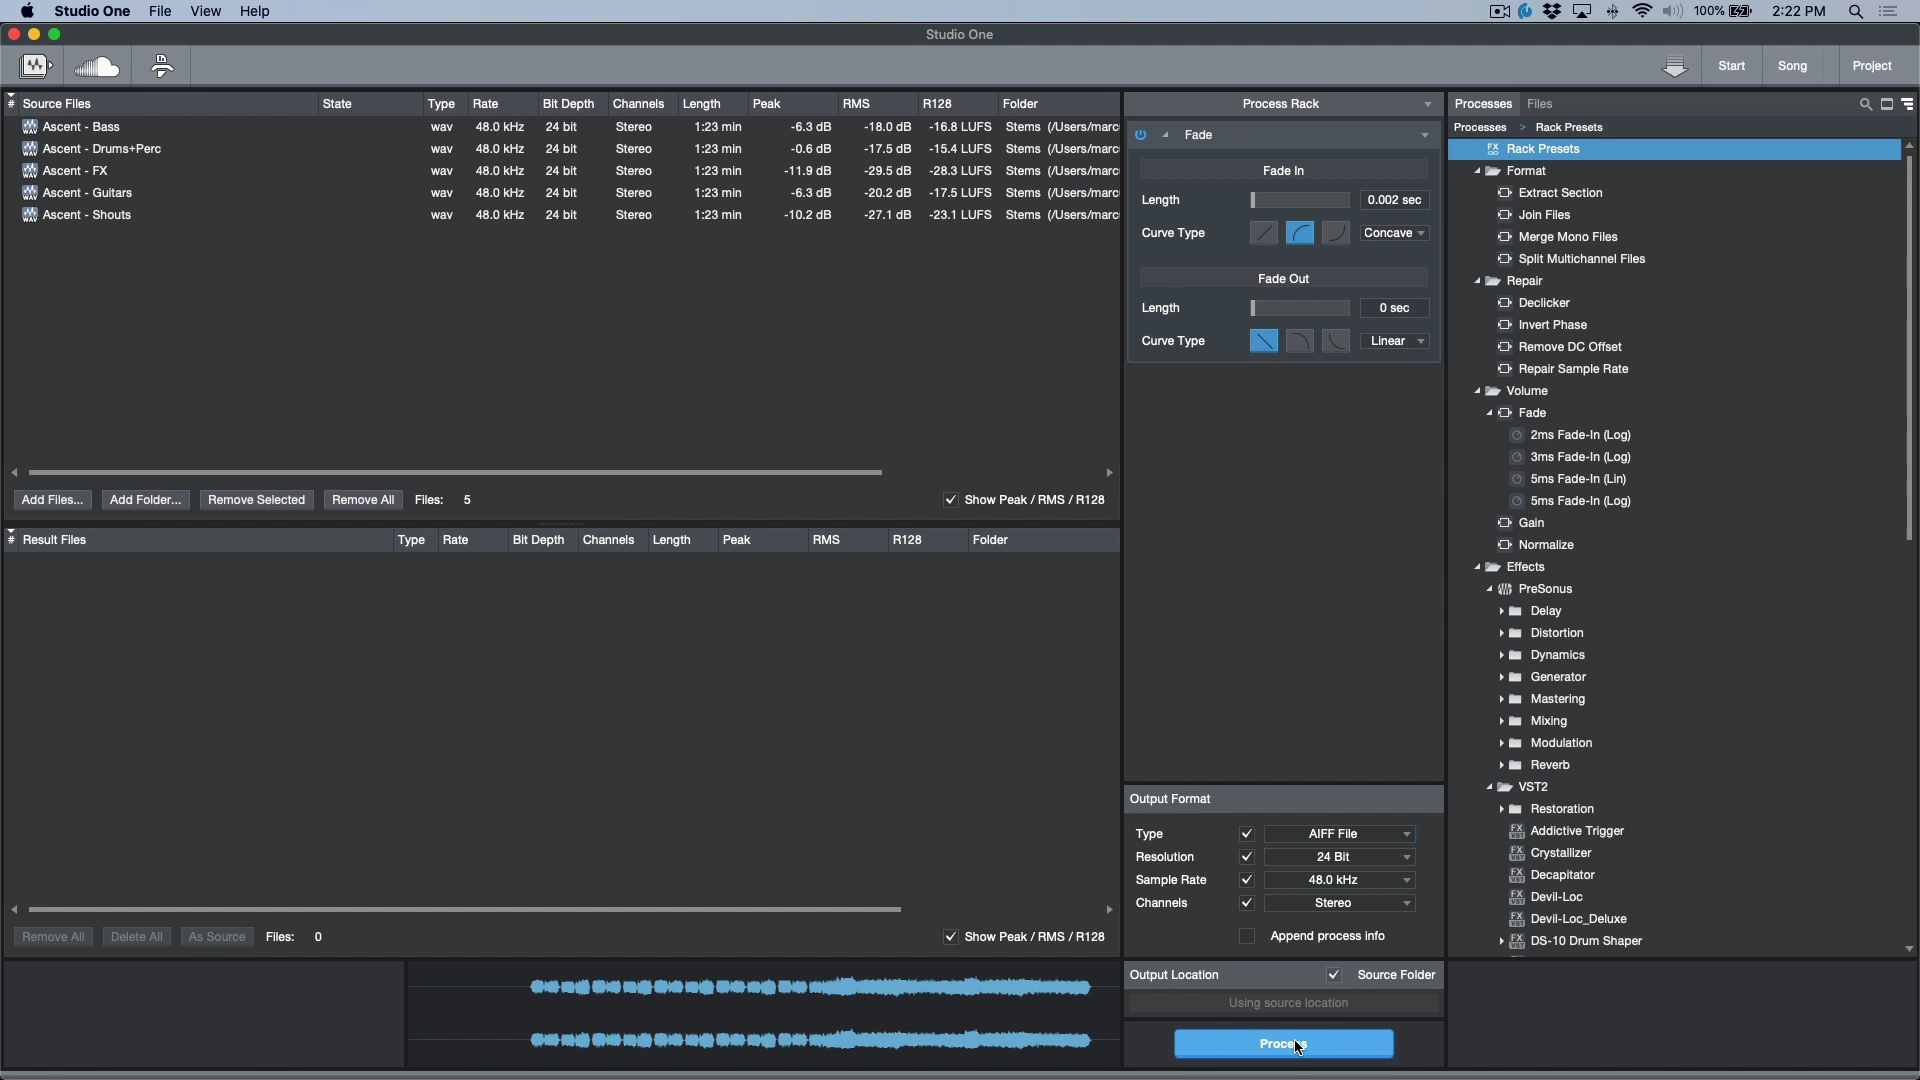 Studio One File View Help 100% 2:22 PM
Studio One
Start Song Project
# Source Files State Type Rate Bit Depth Channels Length Peak RMS R128 Folder
Ascent - Bass wav 48.0 kHz 24 bit Stereo 1:23 min -6.3 dB -18.0 dB -16.8 LUFS Stems (/Users/marc
Ascent - Drums+Perc wav 48.0 kHz 24 bit Stereo 1:23 min -0.6 dB -17.5 dB -15.4 LUFS Stems (/Users/marc
Ascent - FX wav 48.0 kHz 24 bit Stereo 1:23 min -11.9 dB -29.5 dB -28.3 LUFS Stems (/Users/marc
Ascent - Guitars wav 48.0 kHz 24 bit Stereo 1:23 min -6.3 dB -20.2 dB -17.5 LUFS Stems (/Users/marc
Ascent - Shouts wav 48.0 kHz 24 bit Stereo 1:23 min -10.2 dB -27.1 dB -23.1 LUFS Stems (/Users/marc
Add Files... Add Folder... Remove Selected Remove All Files: 5 Show Peak / RMS / R128
# Result Files Type Rate Bit Depth Channels Length Peak RMS R128 Folder
Remove All Delete All As Source Files: 0 Show Peak / RMS / R128
Process Rack
Fade
Fade In
Length 0.002 sec
Curve Type Concave
Fade Out
Length 0 sec
Curve Type Linear
Output Format
Type AIFF File
Resolution 24 Bit
Sample Rate 48.0 kHz
Channels Stereo
Append process info
Output Location Source Folder
Using source location
Process
Processes Files
Processes > Rack Presets
Rack Presets
Format
Extract Section
Join Files
Merge Mono Files
Split Multichannel Files
Repair
Declicker
Invert Phase
Remove DC Offset
Repair Sample Rate
Volume
Fade
2ms Fade-In (Log)
3ms Fade-In (Log)
5ms Fade-In (Lin)
5ms Fade-In (Log)
Gain
Normalize
Effects
PreSonus
Delay
Distortion
Dynamics
Generator
Mastering
Mixing
Modulation
Reverb
VST2
Restoration
Addictive Trigger
Crystallizer
Decapitator
Devil-Loc
Devil-Loc_Deluxe
DS-10 Drum Shaper